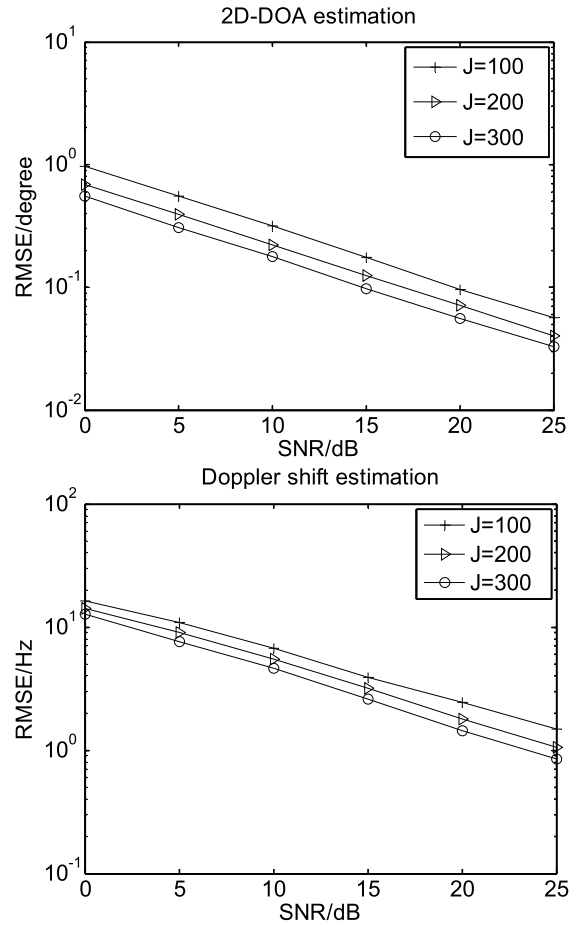 2D-DOA estimation
10^1
10^0
10^-1
10^-2
RMSE/degree
J=100
J=200
J=300
0 5 10 15 20 25
SNR/dB
Doppler shift estimation
10^2
10^1
10^0
10^-1
RMSE/Hz
J=100
J=200
J=300
0 5 10 15 20 25
SNR/dB